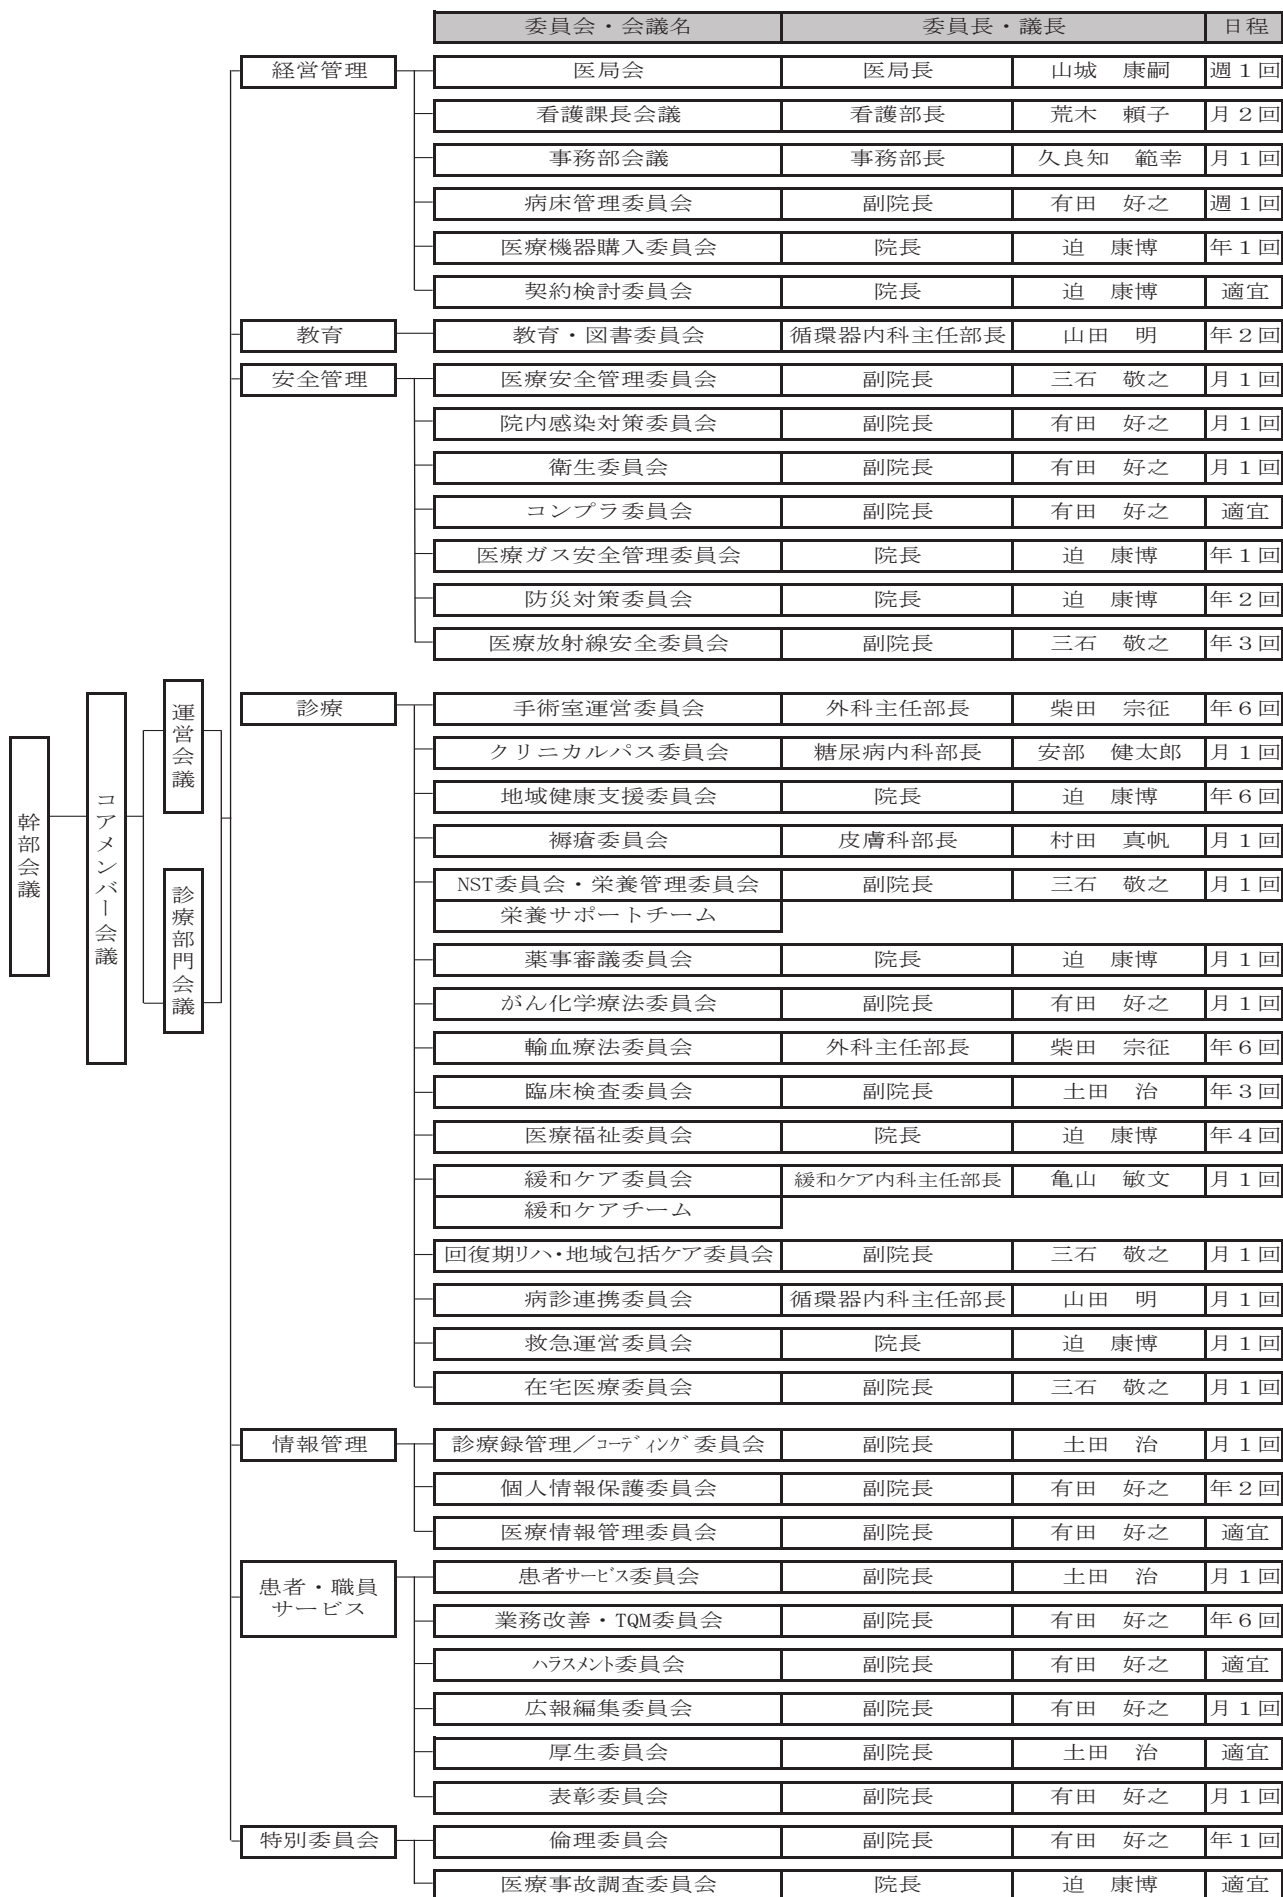 委員会・会議名 委員長・議長 日程
経営管理 医局会 医局長 山城　康嗣 週１回
看護課長会議 看護部長 荒木　頼子 月２回
事務部会議 事務部長 久良知　範幸 月１回
病床管理委員会 副院長 有田　好之 週１回
医療機器購入委員会 院長 迫　康博 年１回
契約検討委員会 院長 迫　康博 適宜
教育 教育・図書委員会 循環器内科主任部長 山田　明 年２回
安全管理 医療安全管理委員会 副院長 三石　敬之 月１回
院内感染対策委員会 副院長 有田　好之 月１回
衛生委員会 副院長 有田　好之 月１回
コンプラ委員会 副院長 有田　好之 適宜
医療ガス安全管理委員会 院長 迫　康博 年１回
防災対策委員会 院長 迫　康博 年２回
医療放射線安全委員会 副院長 三石　敬之 年３回
幹部会議
コアメンバー会議
運営会議
診療部門会議
診療 手術室運営委員会 外科主任部長 柴田　宗征 年６回
クリニカルパス委員会 糖尿病内科部長 安部　健太郎 月１回
地域健康支援委員会 院長 迫　康博 年６回
褥瘡委員会 皮膚科部長 村田　真帆 月１回
NST委員会・栄養管理委員会 副院長 三石　敬之 月１回
栄養サポートチーム
薬事審議委員会 院長 迫　康博 月１回
がん化学療法委員会 副院長 有田　好之 月１回
輸血療法委員会 外科主任部長 柴田　宗征 年６回
臨床検査委員会 副院長 土田　治 年３回
医療福祉委員会 院長 迫　康博 年４回
緩和ケア委員会 緩和ケア内科主任部長 亀山　敏文 月１回
緩和ケアチーム
回復期リハ・地域包括ケア委員会 副院長 三石　敬之 月１回
病診連携委員会 循環器内科主任部長 山田　明 月１回
救急運営委員会 院長 迫　康博 月１回
在宅医療委員会 副院長 三石　敬之 月１回
情報管理 診療録管理／ｺｰﾃﾞｨﾝｸﾞ委員会 副院長 土田　治 月１回
個人情報保護委員会 副院長 有田　好之 年２回
医療情報管理委員会 副院長 有田　好之 適宜
患者・職員
サービス
患者ｻｰﾋﾞｽ委員会 副院長 土田　治 月１回
業務改善・TQM委員会 副院長 有田　好之 年６回
ﾊﾗｽﾒﾝﾄ委員会 副院長 有田　好之 適宜
広報編集委員会 副院長 有田　好之 月１回
厚生委員会 副院長 土田　治 適宜
表彰委員会 副院長 有田　好之 月１回
特別委員会 倫理委員会 副院長 有田　好之 年１回
医療事故調査委員会 院長 迫　康博 適宜